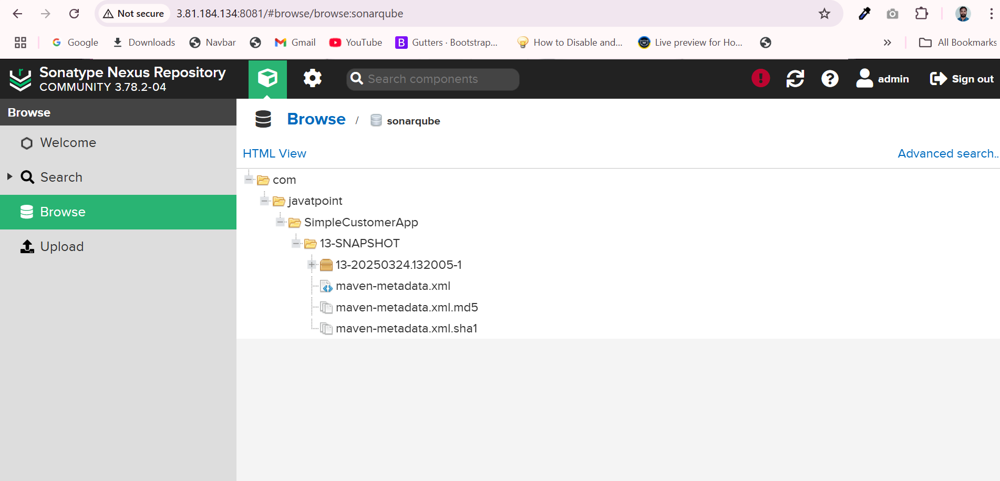 Not secure 3.81.184.134:8081/#browse/browse:sonarqube
Google Downloads Navbar Gmail YouTube B Gutters · Bootstrap... How to Disable and... Live preview for Ho... » All Bookmarks
Sonatype Nexus Repository
COMMUNITY 3.78.2-04
Search components
admin
Sign out
Browse
Welcome
Search
Browse
Upload
Browse / sonarqube
HTML View
Advanced search..
com
javatpoint
SimpleCustomerApp
13-SNAPSHOT
13-20250324.132005-1
maven-metadata.xml
maven-metadata.xml.md5
maven-metadata.xml.sha1